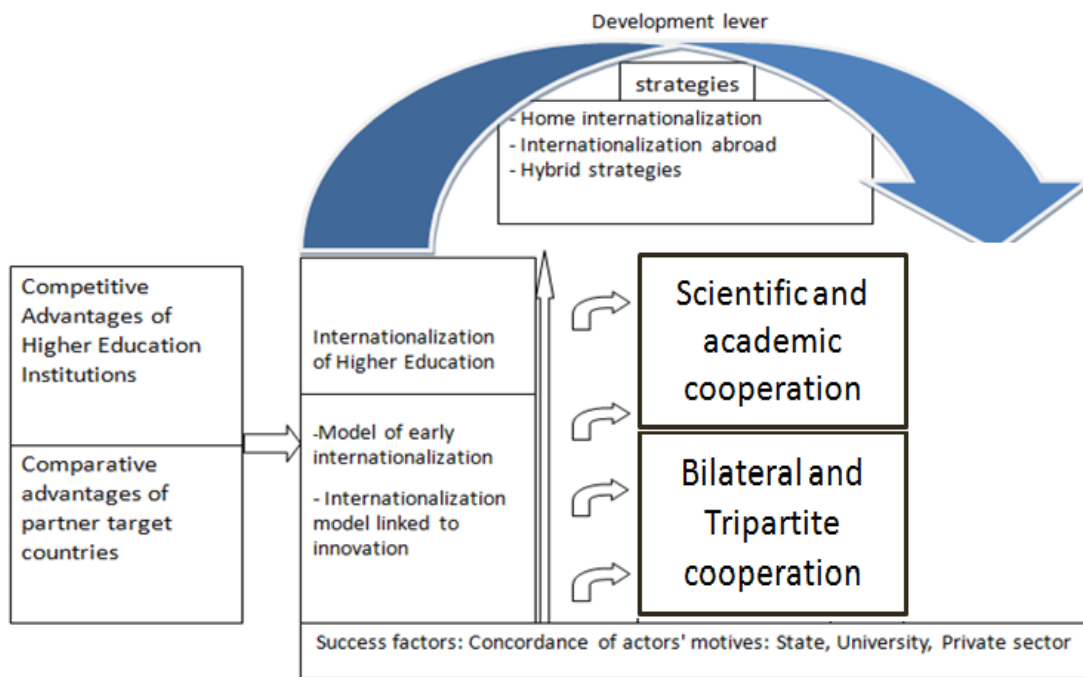 Development lever
strategies
- Home internationalization
- Internationalization abroad
- Hybrid strategies
Competitive
Advantages of
Higher Education
Institutions
Comparative
advantages of
partner target
countries
Internationalization
of Higher Education
-Model of early
internationalization
- Internationalization
model linked to
innovation
Scientific and
academic
cooperation
Bilateral and
Tripartite
cooperation
Success factors: Concordance of actors' motives: State, University, Private sector